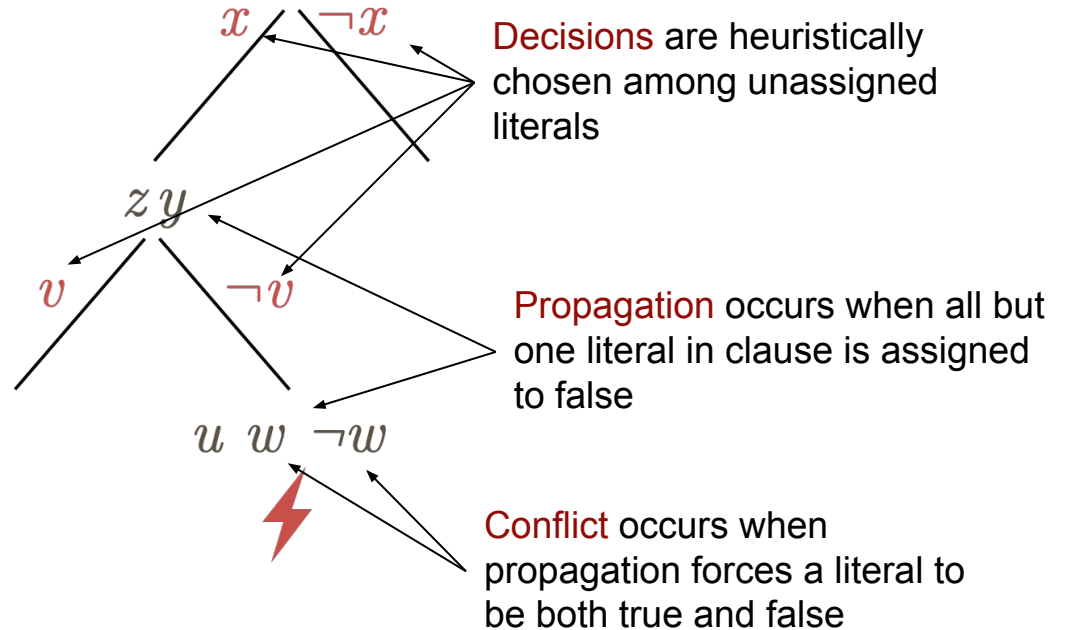 x ¬x
Decisions are heuristically
chosen among unassigned
literals
z y
v ¬v
Propagation occurs when all but
one literal in clause is assigned
to false
u w ¬w
Conflict occurs when
propagation forces a literal to
be both true and false